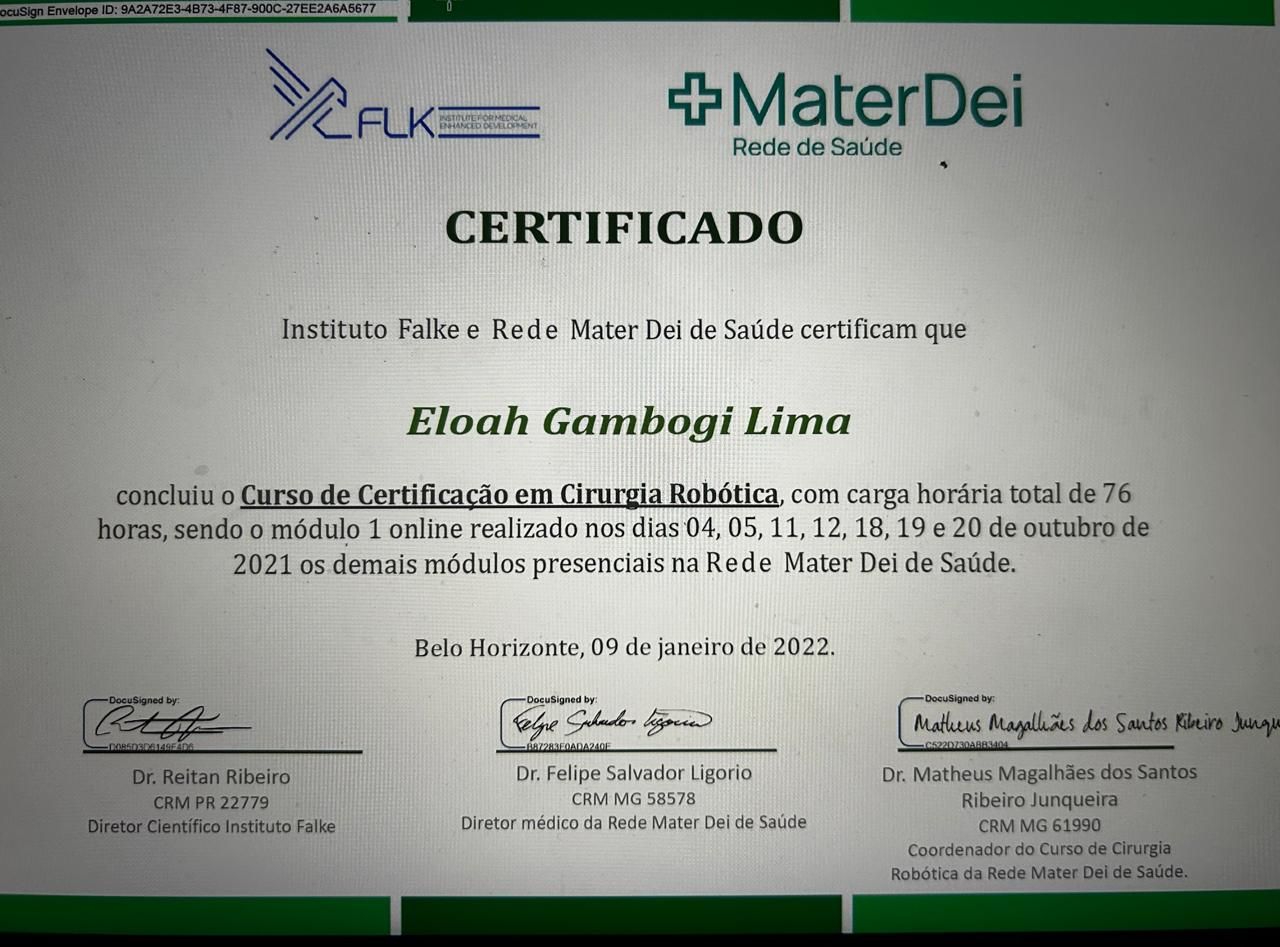 ocuSign Envelope ID: 9A2A72E3-4B73-4F87-900C-27EE2A6A5677
FLK INSTITUTE FOR MEDICAL
ENHANCED DEVELOPMENT
MaterDei
Rede de Saúde
CERTIFICADO
Instituto Falke e Rede Mater Dei de Saúde certificam que
Eloah Gambogi Lima
concluiu o Curso de Certificação em Cirurgia Robótica, com carga horária total de 76
horas, sendo o módulo 1 online realizado nos dias 04, 05, 11, 12, 18, 19 e 20 de outubro de
2021 os demais módulos presenciais na Rede Mater Dei de Saúde.
Belo Horizonte, 09 de janeiro de 2022.
DocuSigned by:
D085D3D6149F4D6
Dr. Reitan Ribeiro
CRM PR 22779
Diretor Científico Instituto Falke
DocuSigned by:
Felipe Salvador Ligorio
B87283F0ADA240F
Dr. Felipe Salvador Ligorio
CRM MG 58578
Diretor médico da Rede Mater Dei de Saúde
DocuSigned by:
Matheus Magalhães dos Santos Ribeiro Junqu
C522D730ABB3404
Dr. Matheus Magalhães dos Santos
Ribeiro Junqueira
CRM MG 61990
Coordenador do Curso de Cirurgia
Robótica da Rede Mater Dei de Saúde.